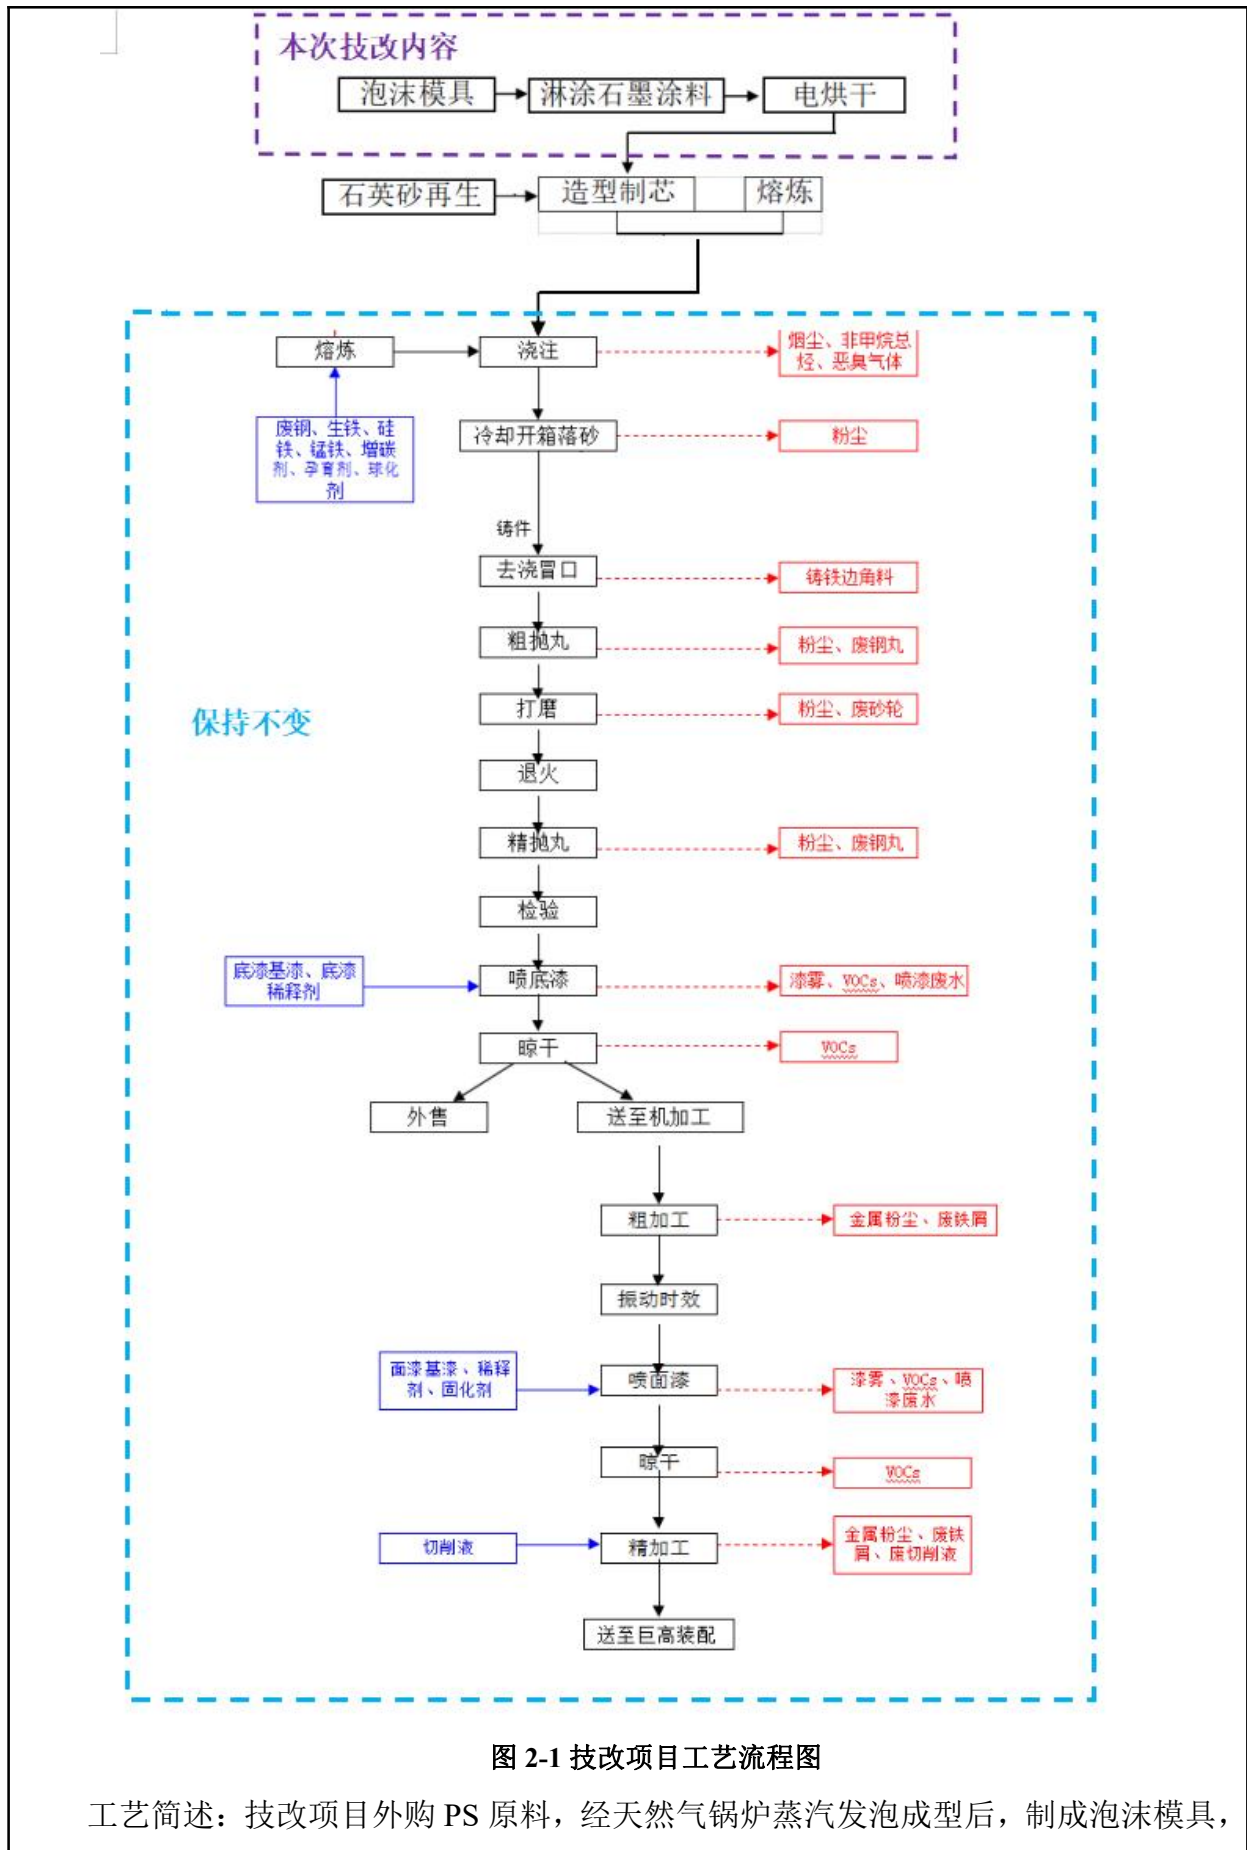 本次技改内容
泡沫模具
淋涂石墨涂料
电烘干
石英砂再生
造型制芯
熔炼
熔炼
浇注
烟尘、非甲烷总
烃、恶臭气体
废钢、生铁、硅
铁、锰铁、增碳
剂、孕育剂、球化
剂
冷却开箱落砂
粉尘
铸件
去浇冒口
铸铁边角料
粗抛丸
粉尘、废钢丸
保持不变
打磨
粉尘、废砂轮
退火
精抛丸
粉尘、废钢丸
检验
底漆基漆、底漆
稀释剂
喷底漆
漆雾、VOCs、喷漆废水
晾干
VOCs
外售
送至机加工
粗加工
金属粉尘、废铁屑
振动时效
面漆基漆、稀释
剂、固化剂
喷面漆
漆雾、VOCs、喷
漆废水
晾干
VOCs
切削液
精加工
金属粉尘、废铁
屑、废切削液
送至巨高装配
图 2-1 技改项目工艺流程图
工艺简述：技改项目外购 PS 原料，经天然气锅炉蒸汽发泡成型后，制成泡沫模具，